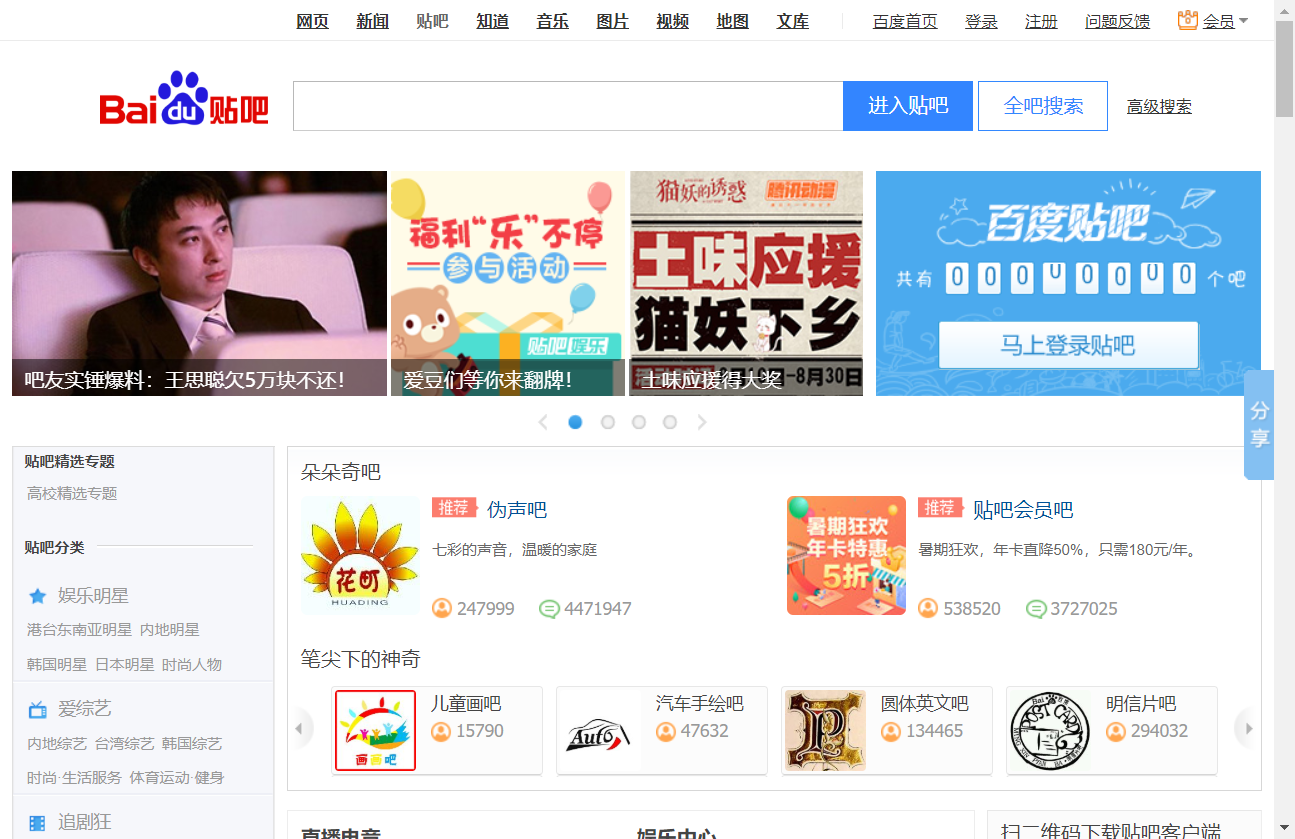 网页 新闻 贴吧 知道 音乐 图片 视频 地图 文库 百度首页 登录 注册 问题反馈 会员
Bai du 贴吧 进入贴吧 全吧搜索 高级搜索
吧友实锤爆料：王思聪欠5万块不还！
福利“乐”不停
参与活动
贴吧娱乐
爱豆们等你来翻牌！
猫妖的诱惑 腾讯动漫
土味应援
猫妖下乡
土味应援得大奖
百度贴吧
共有 0 0 0 0 0 0 0 0 个吧
马上登录贴吧
分享
贴吧精选专题
高校精选专题
贴吧分类
娱乐明星
港台东南亚明星 内地明星
韩国明星 日本明星 时尚人物
爱综艺
内地综艺 台湾综艺 韩国综艺
时尚·生活服务 体育运动·健身
追剧狂
朵朵奇吧
花町
HUADING
推荐 伪声吧
七彩的声音，温暖的家庭
247999 4471947
暑期狂欢
年卡特惠
5折
推荐 贴吧会员吧
暑期狂欢，年卡直降50%，只需180元/年。
538520 3727025
笔尖下的神奇
画画吧
儿童画吧
15790
Auto
汽车手绘吧
47632
P
圆体英文吧
134465
POST CARD
明信片吧
294032
直播电竞 娱乐中心
扫二维码下载贴吧客户端